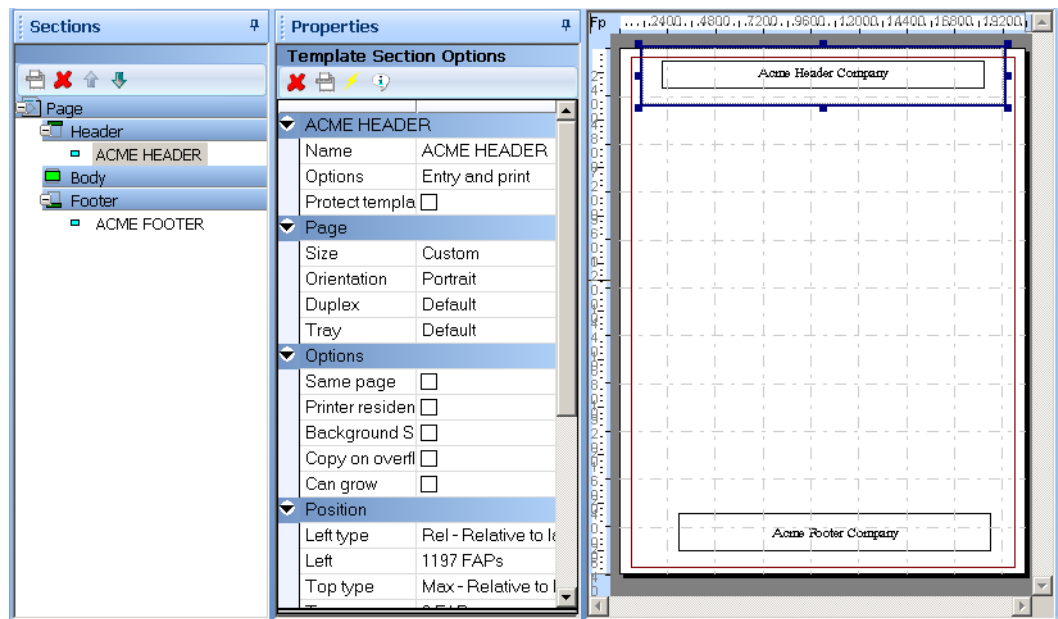 Sections
Page
Header
ACME HEADER
Body
Footer
ACME FOOTER
Properties
Template Section Options
ACME HEADER
Name ACME HEADER
Options Entry and print
Protect templa
Page
Size Custom
Orientation Portrait
Duplex Default
Tray Default
Options
Same page
Printer residen
Background S
Copy on overfl
Can grow
Position
Left type Rel - Relative to la
Left 1197 FAPs
Top type Max - Relative to l
Fp ....,2400,.,4800,.,7200,.,9600,.,12000,14400,16800,19200,
Acme Header Company
Acme Footer Company